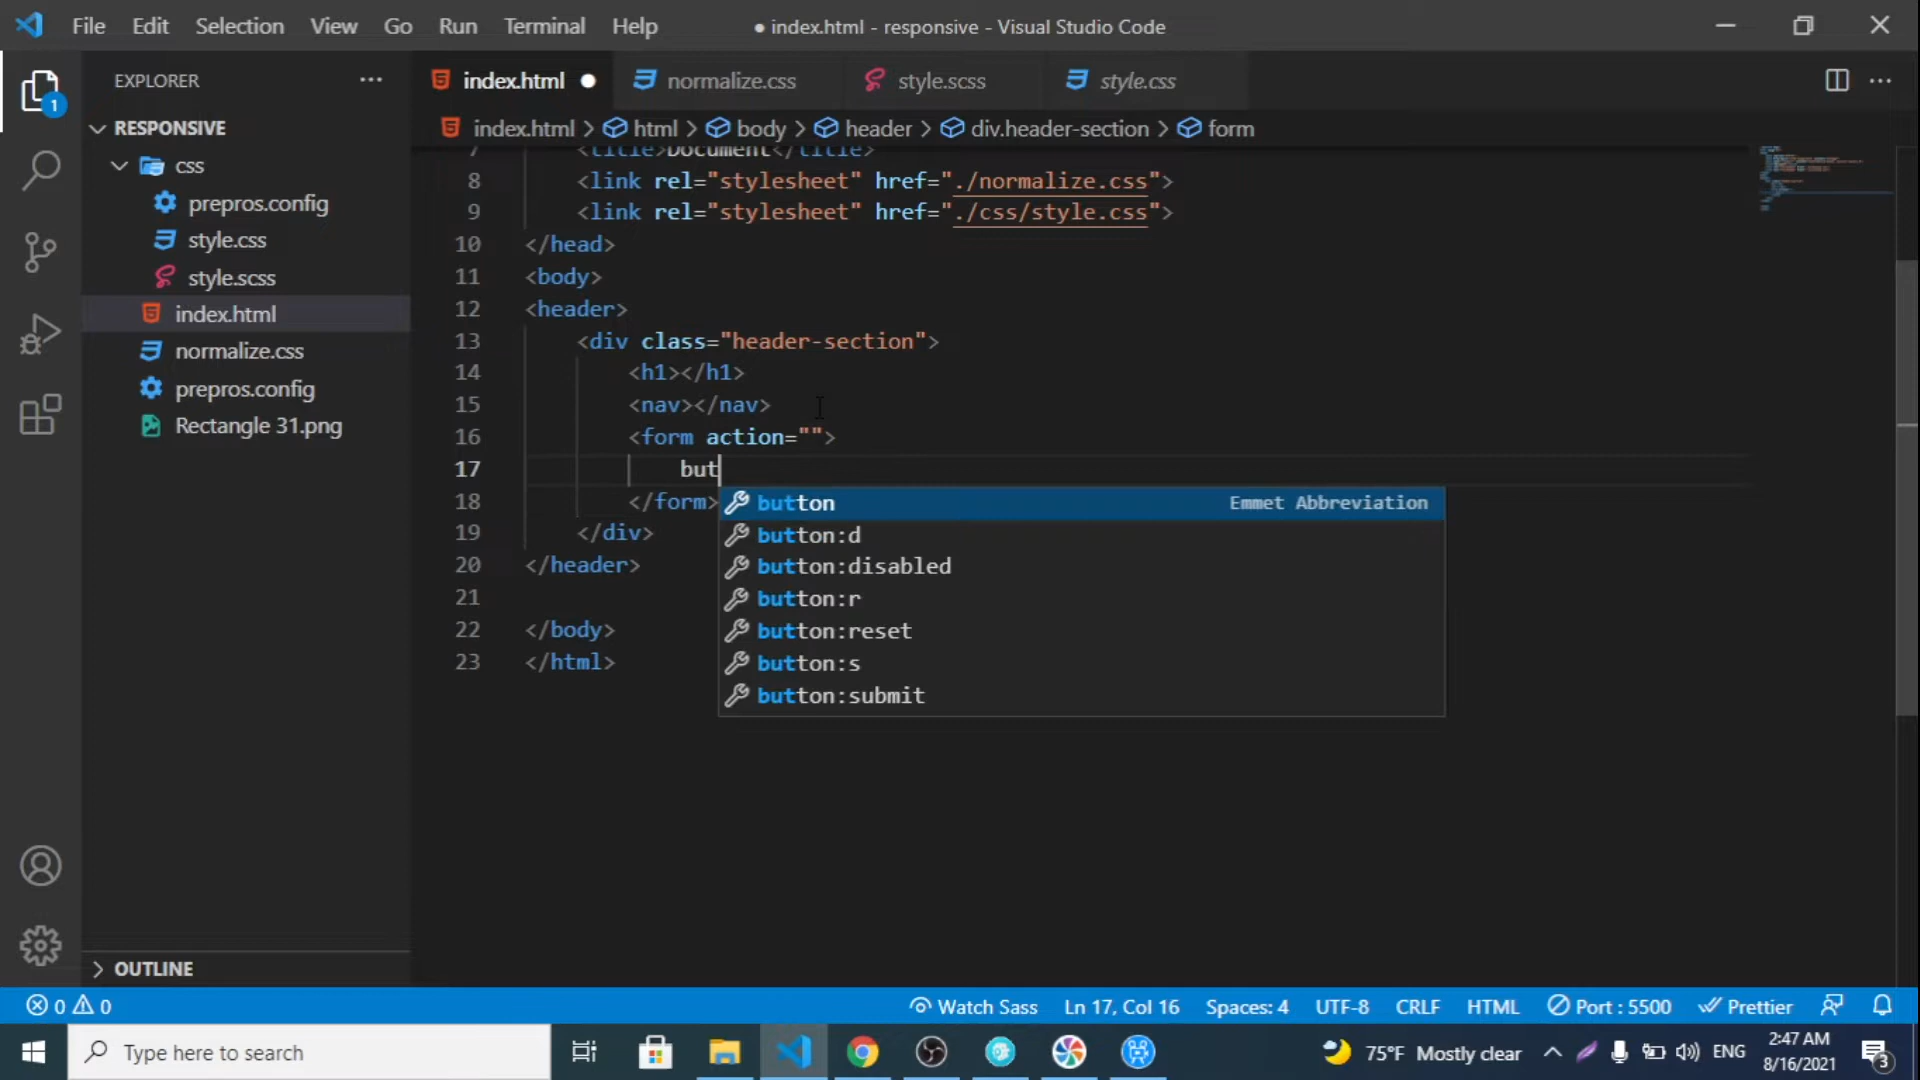 File Edit Selection View Go Run Terminal Help ● index.html - responsive - Visual Studio Code
EXPLORER ···
index.html ● normalize.css style.scss style.css
RESPONSIVE
index.html > html > body > header > div.header-section > form
css
prepros.config
style.css
style.scss
index.html
normalize.css
prepros.config
Rectangle 31.png
OUTLINE
7 <title>Document</title>
8 <link rel="stylesheet" href="./normalize.css">
9 <link rel="stylesheet" href="./css/style.css">
10 </head>
11 <body>
12 <header>
13 <div class="header-section">
14 <h1></h1>
15 <nav></nav>
16 <form action="">
17 but
18 </form>
19 </div>
20 </header>
21
22 </body>
23 </html>
button Emmet Abbreviation
button:d
button:disabled
button:r
button:reset
button:s
button:submit
1
0 0 Watch Sass Ln 17, Col 16 Spaces: 4 UTF-8 CRLF HTML Port : 5500 Prettier
Type here to search 75°F Mostly clear ENG 2:47 AM
8/16/2021
3